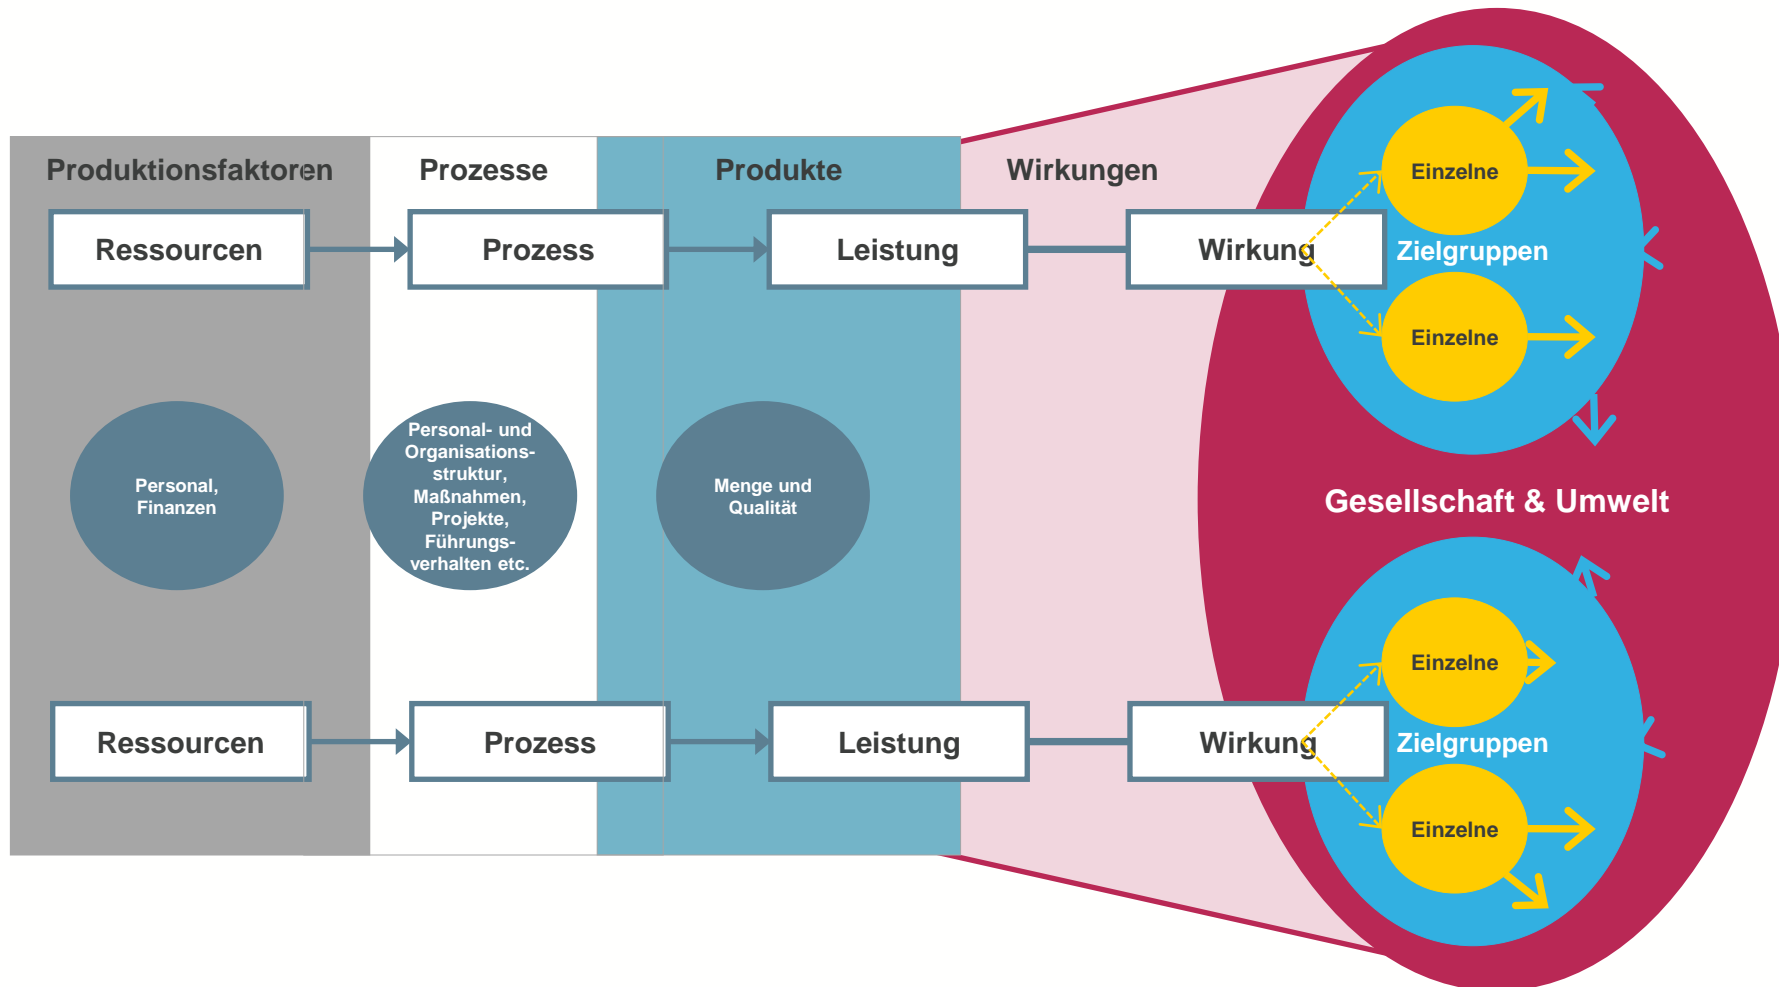 Produktionsfaktoren
Prozesse
Produkte
Wirkungen
Ressourcen
Prozess
Leistung
Wirkung
Einzelne
Zielgruppen
Einzelne
Personal,
Finanzen
Personal- und
Organisations-
struktur,
Maßnahmen,
Projekte,
Führungs-
verhalten etc.
Menge und
Qualität
Gesellschaft & Umwelt
Ressourcen
Prozess
Leistung
Wirkung
Einzelne
Zielgruppen
Einzelne